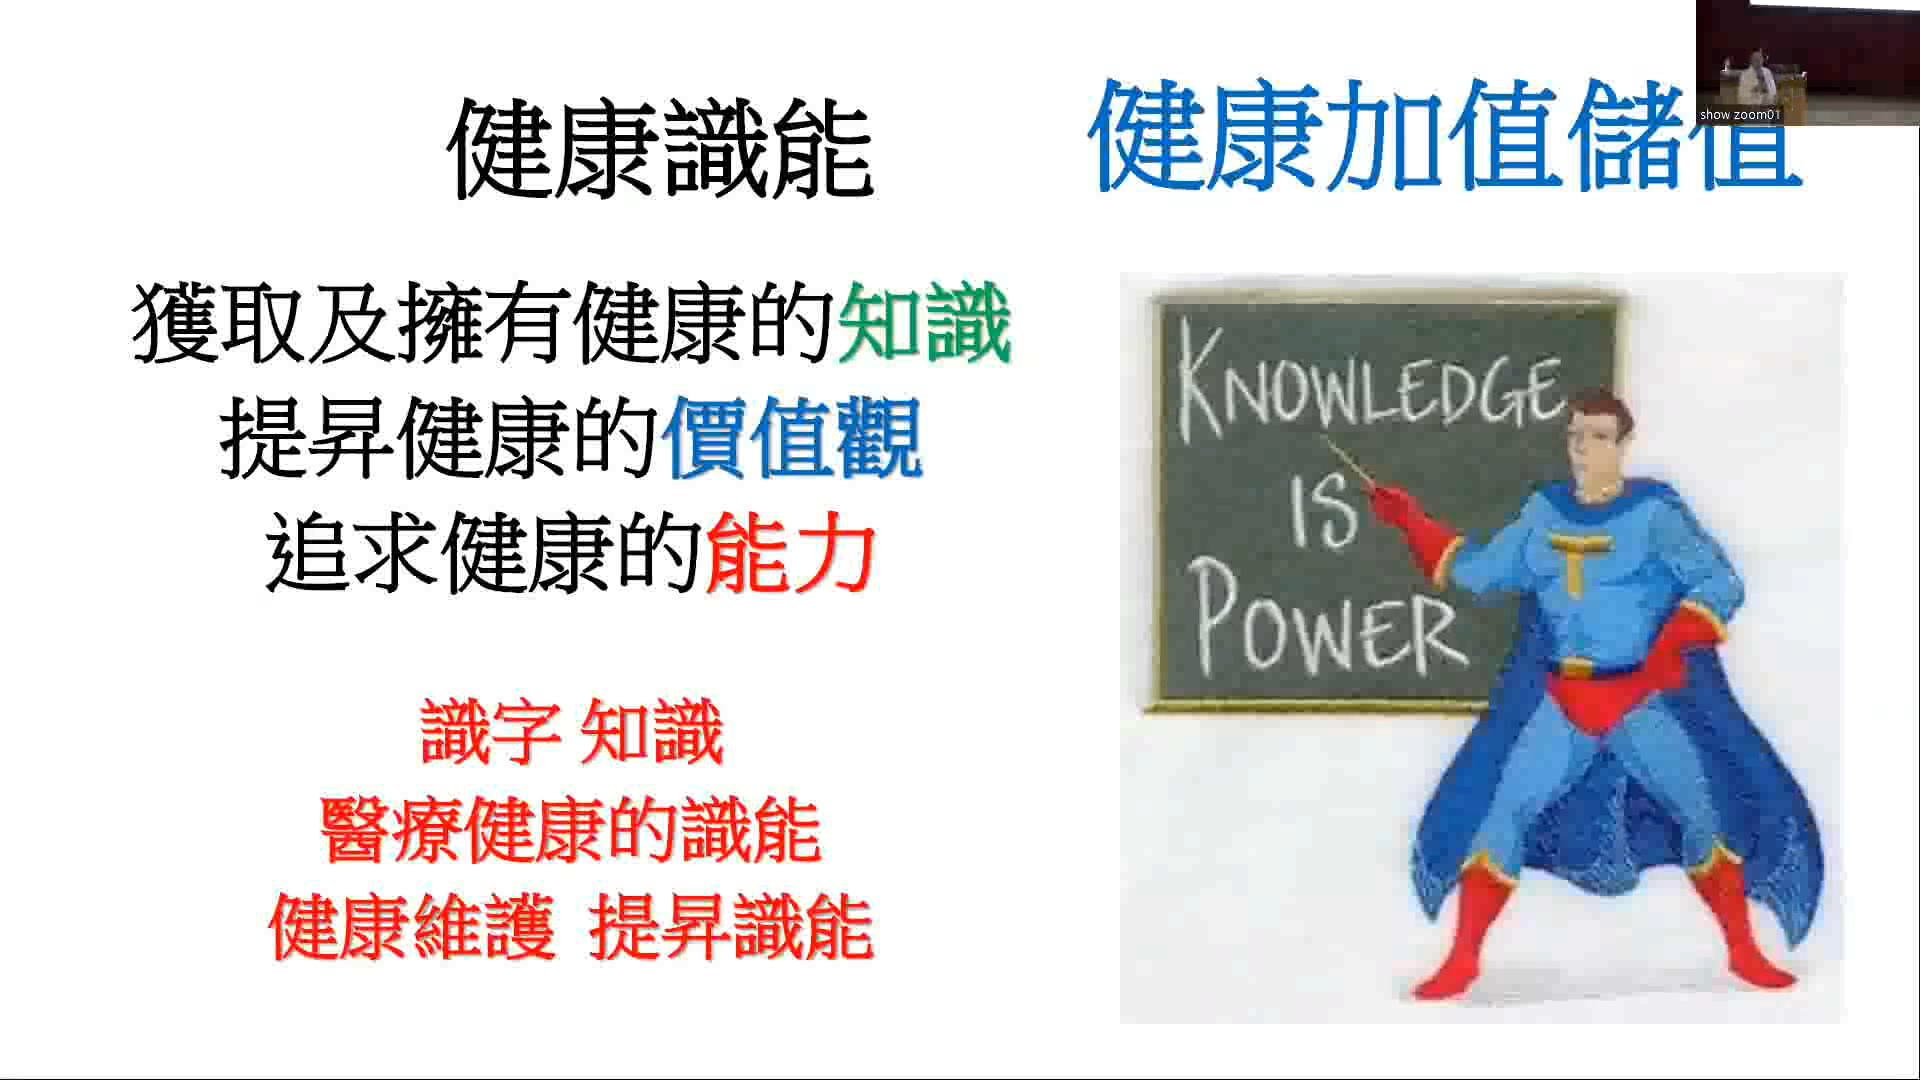 健康識能
健康加值儲值
show zoom01
獲取及擁有健康的知識
提昇健康的價值觀
追求健康的能力
識字 知識
醫療健康的識能
健康維護 提昇識能
KNOWLEDGE
IS
POWER
T